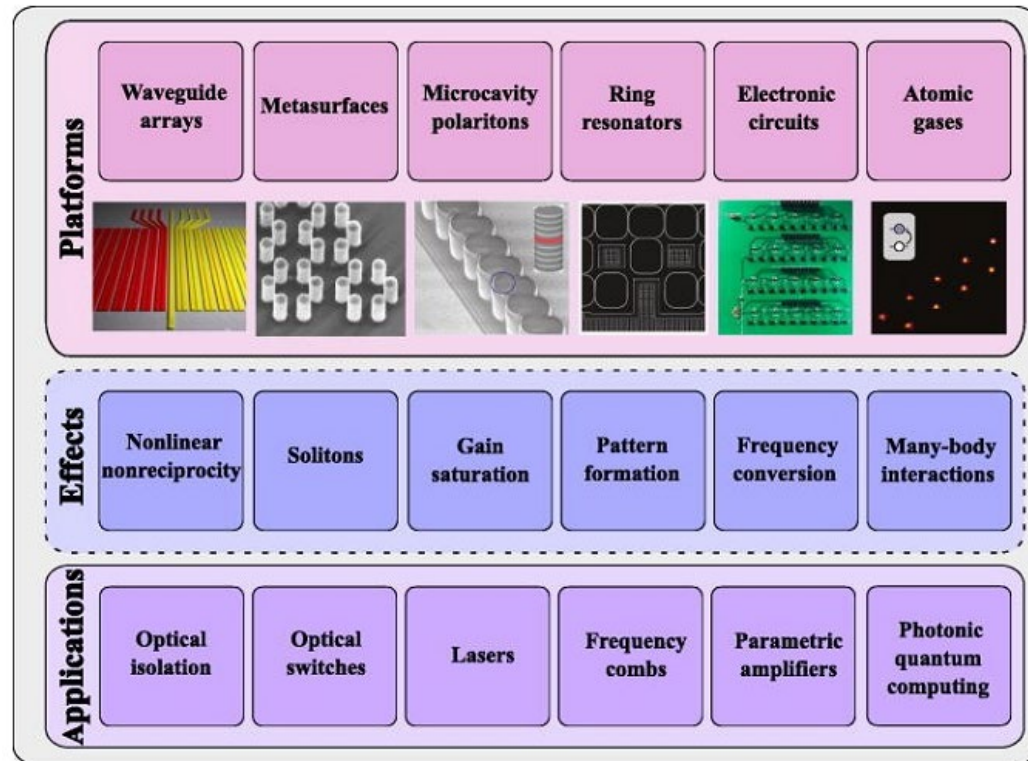 Platforms
Waveguide
arrays
Metasurfaces
Microcavity
polaritons
Ring
resonators
Electronic
circuits
Atomic
gases
Effects
Nonlinear
nonreciprocity
Solitons
Gain
saturation
Pattern
formation
Frequency
conversion
Many-body
interactions
Applications
Optical
isolation
Optical
switches
Lasers
Frequency
combs
Parametric
amplifiers
Photonic
quantum
computing